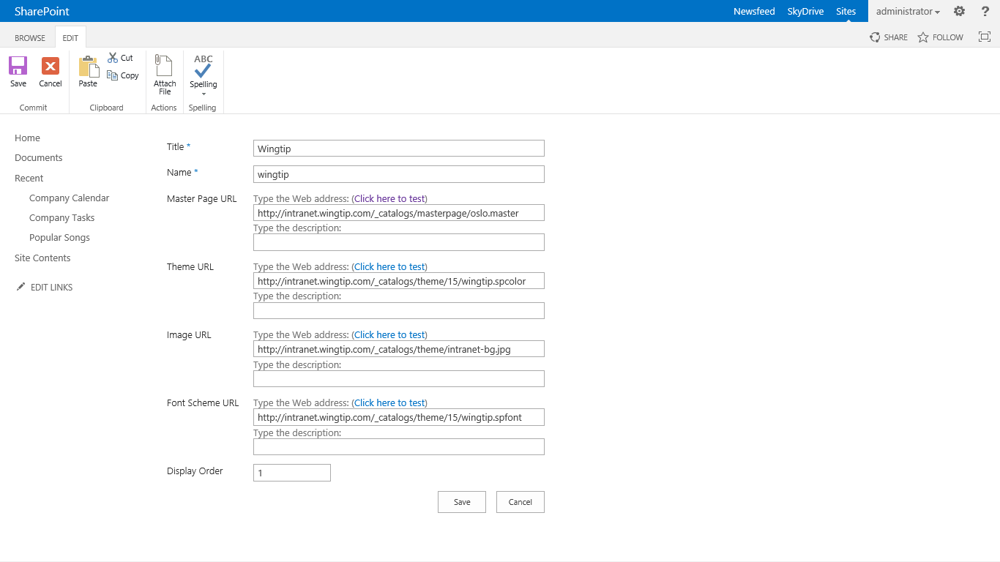 SharePoint
Newsfeed SkyDrive Sites administrator ?
BROWSE EDIT SHARE FOLLOW
Save Cancel Paste Cut Copy Attach File ABC Spelling
Commit Clipboard Actions Spelling
Home
Documents
Recent
Company Calendar
Company Tasks
Popular Songs
Site Contents
EDIT LINKS
Title * Wingtip
Name * wingtip
Master Page URL Type the Web address: (Click here to test)
http://intranet.wingtip.com/_catalogs/masterpage/oslo.master
Type the description:
Theme URL Type the Web address: (Click here to test)
http://intranet.wingtip.com/_catalogs/theme/15/wingtip.spcolor
Type the description:
Image URL Type the Web address: (Click here to test)
http://intranet.wingtip.com/_catalogs/theme/intranet-bg.jpg
Type the description:
Font Scheme URL Type the Web address: (Click here to test)
http://intranet.wingtip.com/_catalogs/theme/15/wingtip.spfont
Type the description:
Display Order 1
Save Cancel